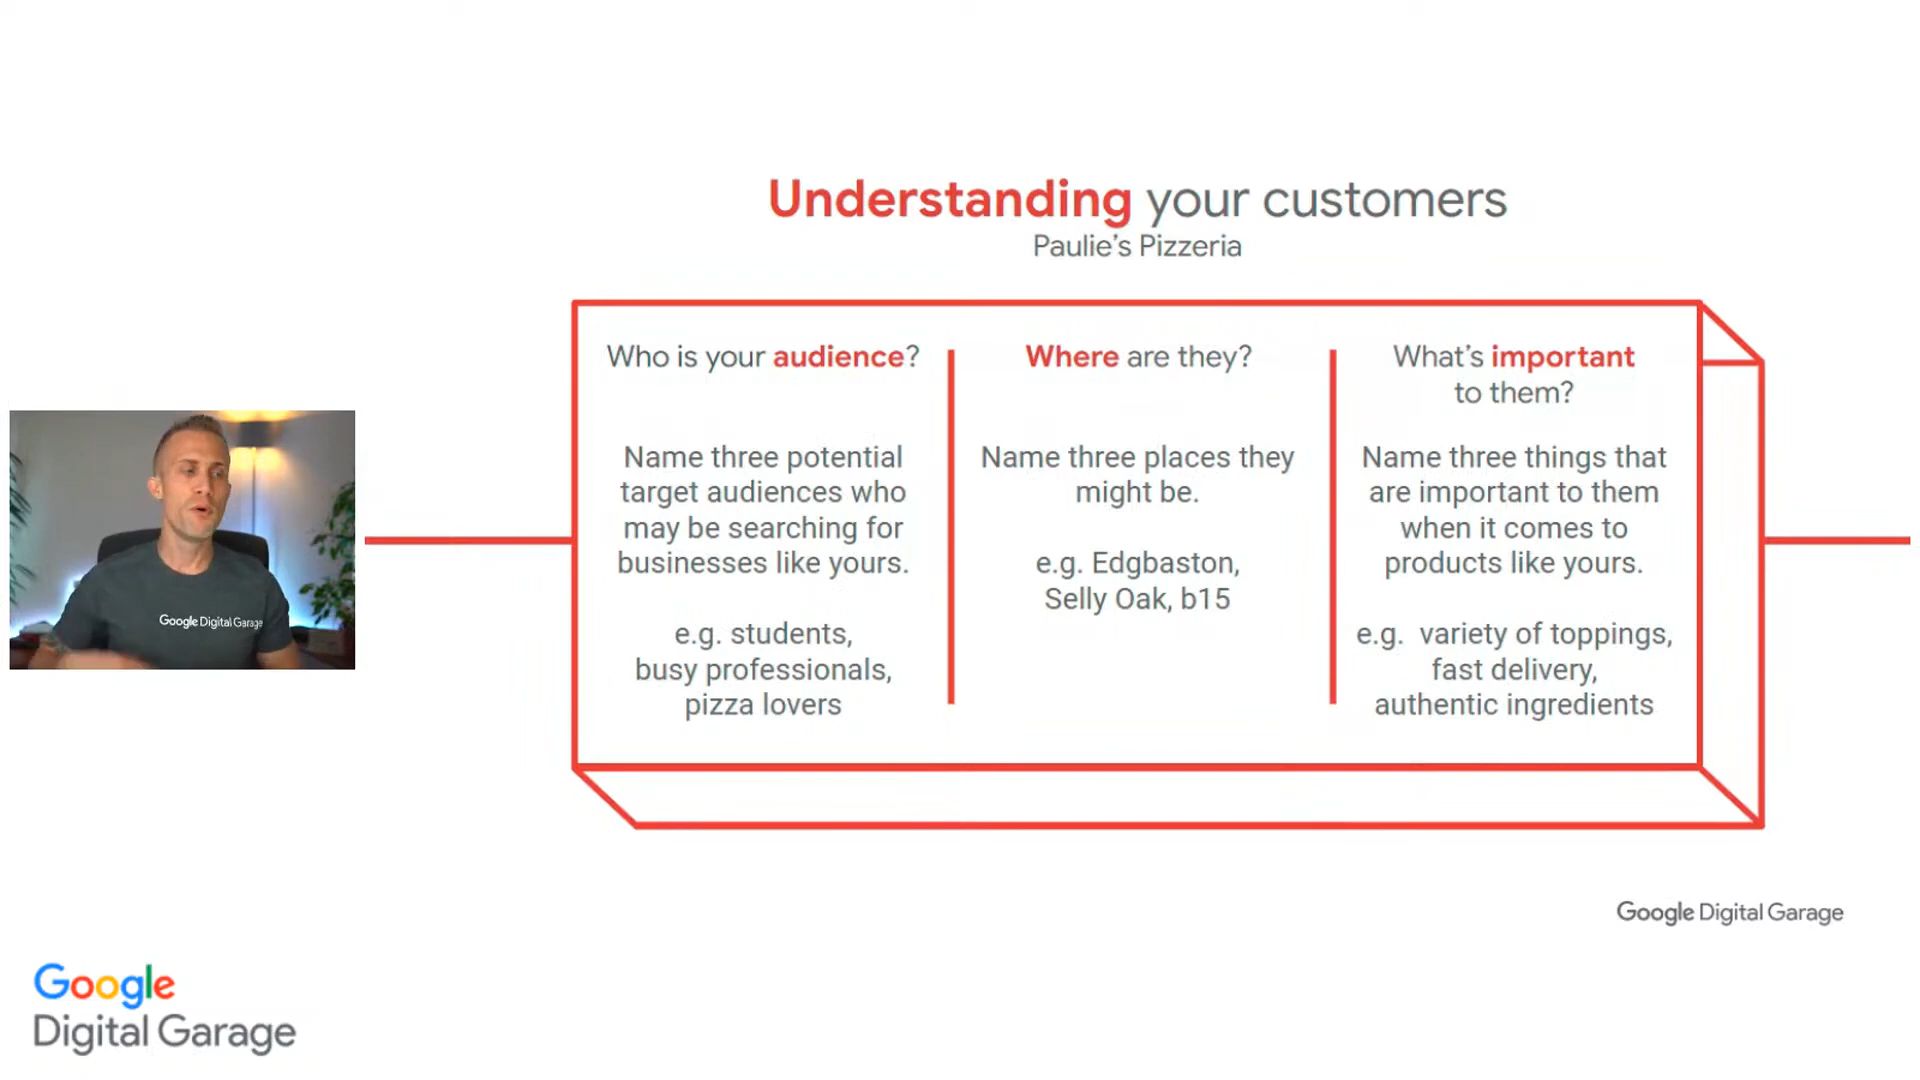 Understanding your customers
Paulie's Pizzeria
Who is your audience?
Name three potential
target audiences who
may be searching for
businesses like yours.
e.g. students,
busy professionals,
pizza lovers
Where are they?
Name three places they
might be.
e.g. Edgbaston,
Selly Oak, b15
What's important
to them?
Name three things that
are important to them
when it comes to
products like yours.
e.g.  variety of toppings,
fast delivery,
authentic ingredients
Google Digital Garage
Google Digital Garage
Google
Digital Garage